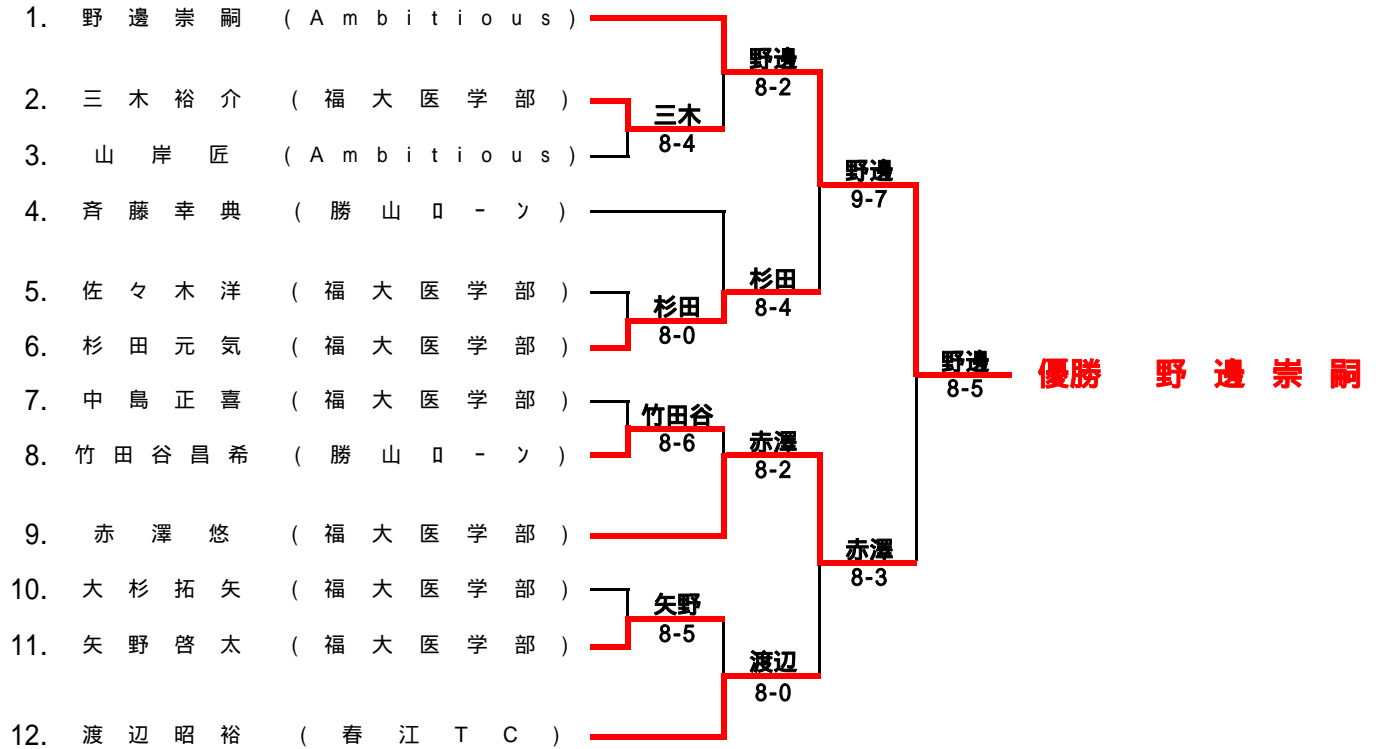 1. 野邊崇嗣 (Ambitious)
野邊
8-2
2. 三木裕介 (福大医学部)
三木
8-4
3. 山岸匠 (Ambitious)
野邊
9-7
4. 斉藤幸典 (勝山ローン)
杉田
8-4
5. 佐々木洋 (福大医学部)
杉田
8-0
6. 杉田元気 (福大医学部)
野邊
8-5
優勝 野邊崇嗣
7. 中島正喜 (福大医学部)
竹田谷
8-6
8. 竹田谷昌希 (勝山ローン)
赤澤
8-2
9. 赤澤悠 (福大医学部)
赤澤
8-3
10. 大杉拓矢 (福大医学部)
矢野
8-5
11. 矢野啓太 (福大医学部)
渡辺
8-0
12. 渡辺昭裕 (春江TC)